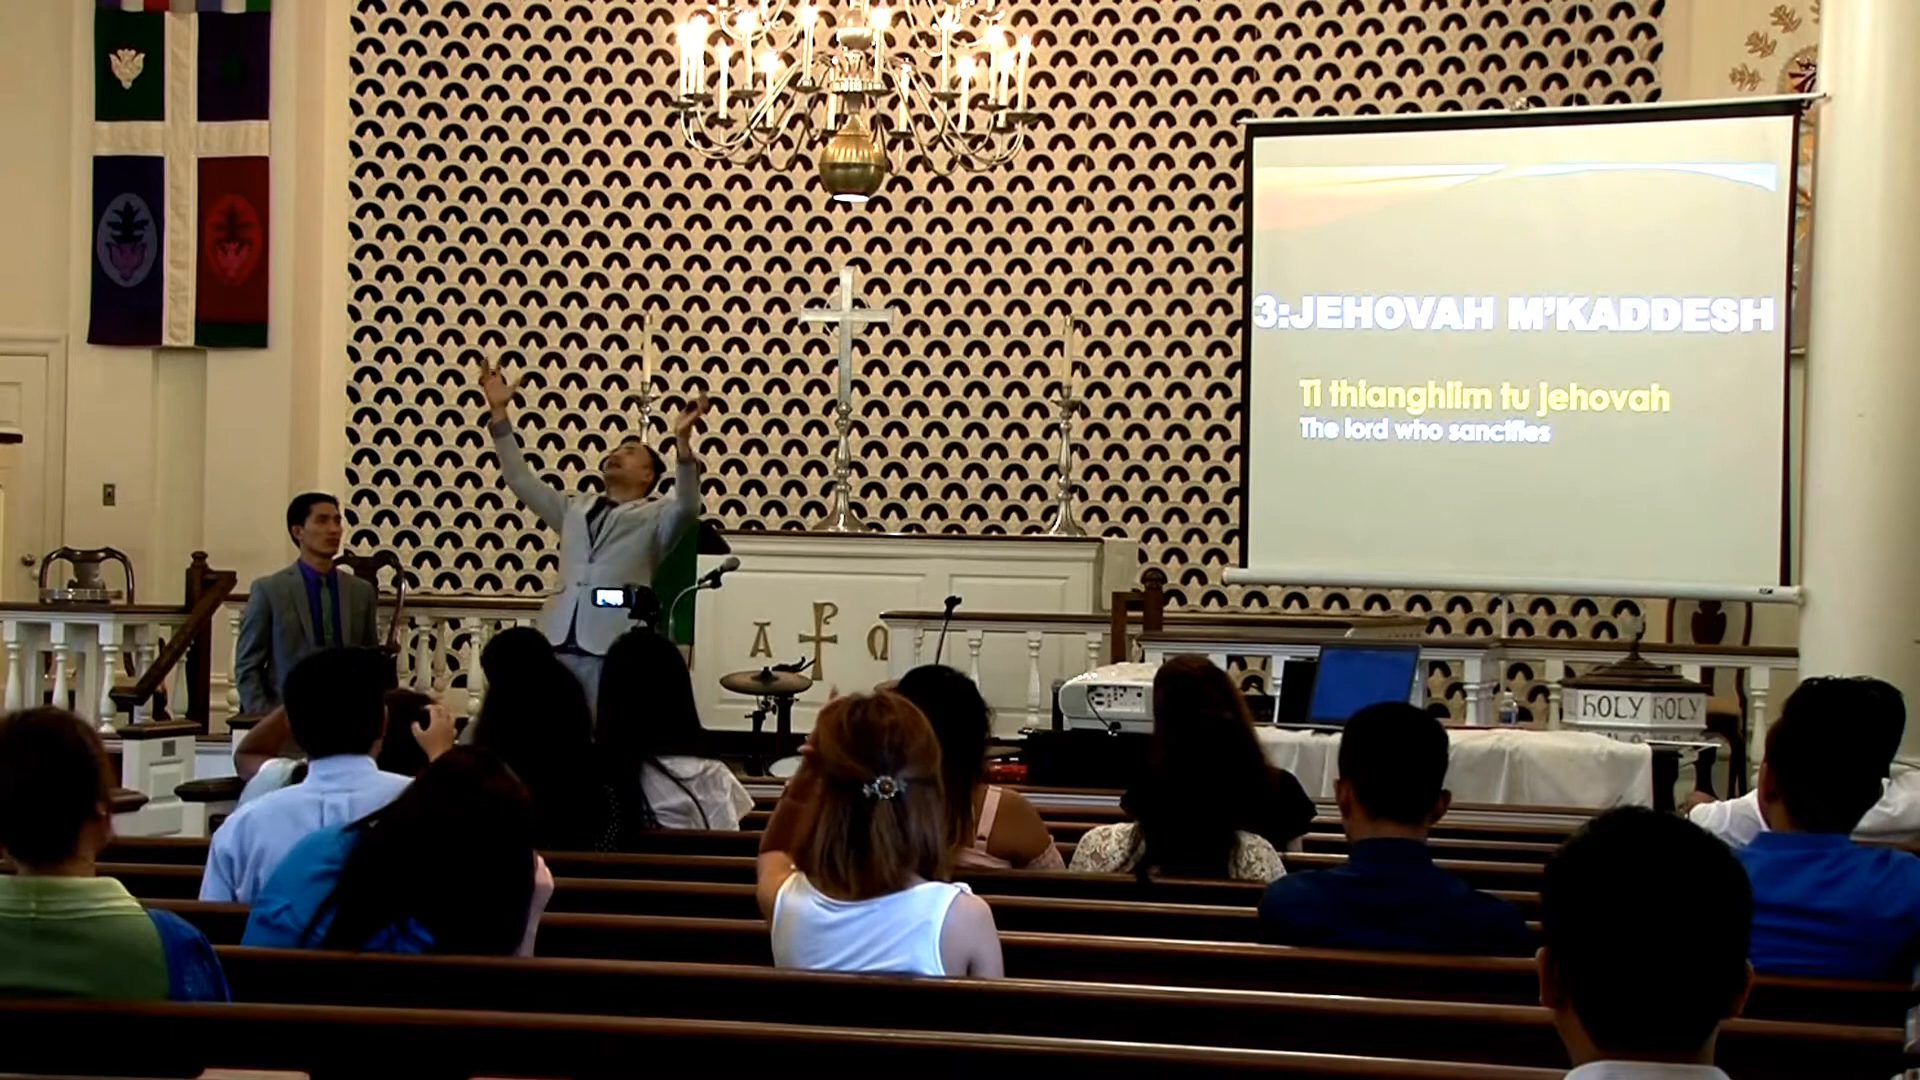 3:JEHOVAH M'KADDESH
Ti thianghlim tu jehovah
The lord who sancifies
Α Ω
HOLY HOLY